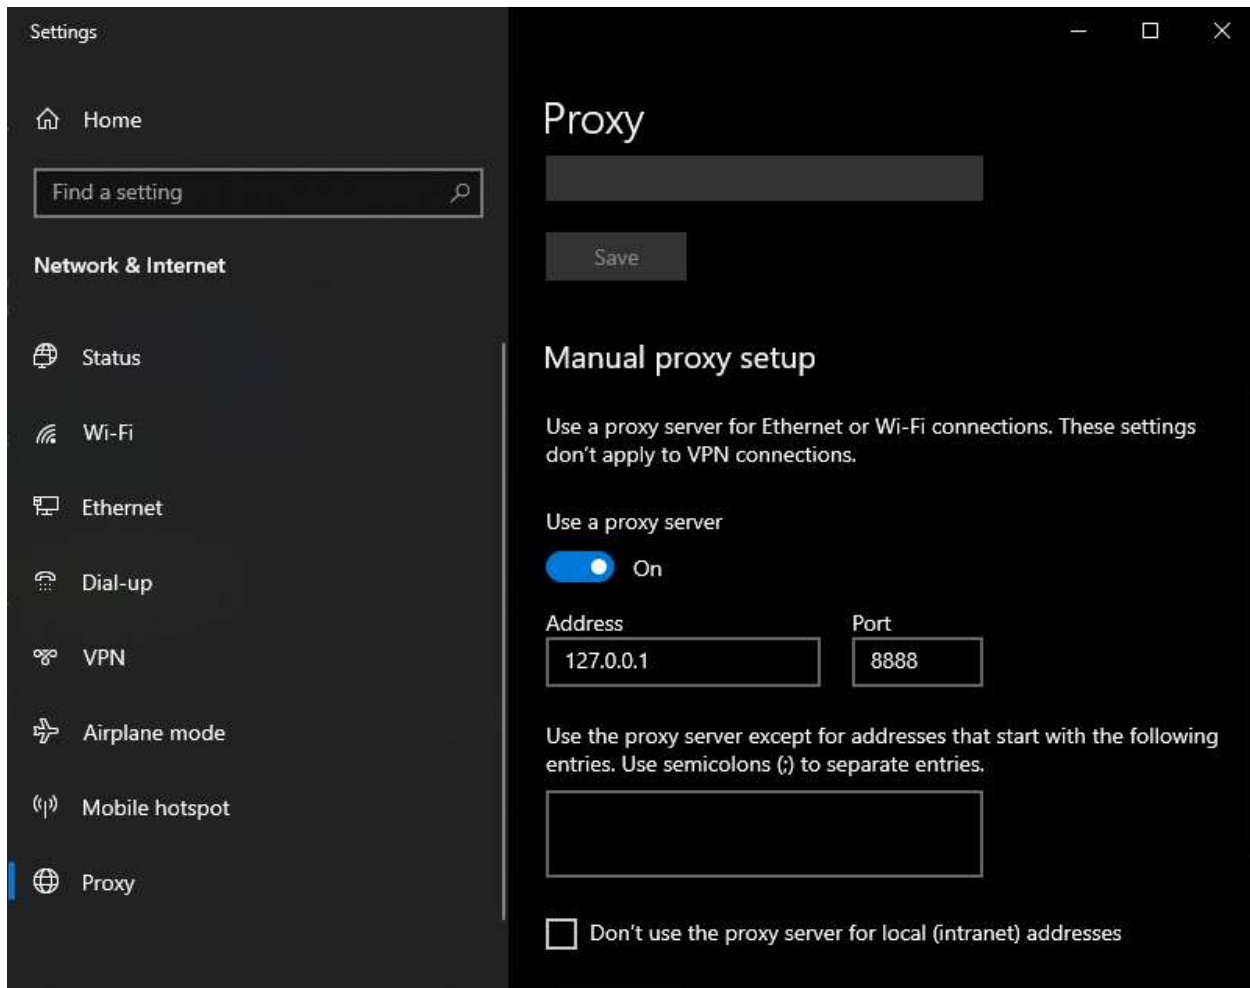 Settings
Home
Find a setting
Network & Internet
Status
Wi-Fi
Ethernet
Dial-up
VPN
Airplane mode
Mobile hotspot
Proxy
Proxy
Save
Manual proxy setup
Use a proxy server for Ethernet or Wi-Fi connections. These settings
don't apply to VPN connections.
Use a proxy server
On
Address Port
127.0.0.1 8888
Use the proxy server except for addresses that start with the following
entries. Use semicolons (;) to separate entries.
Don't use the proxy server for local (intranet) addresses